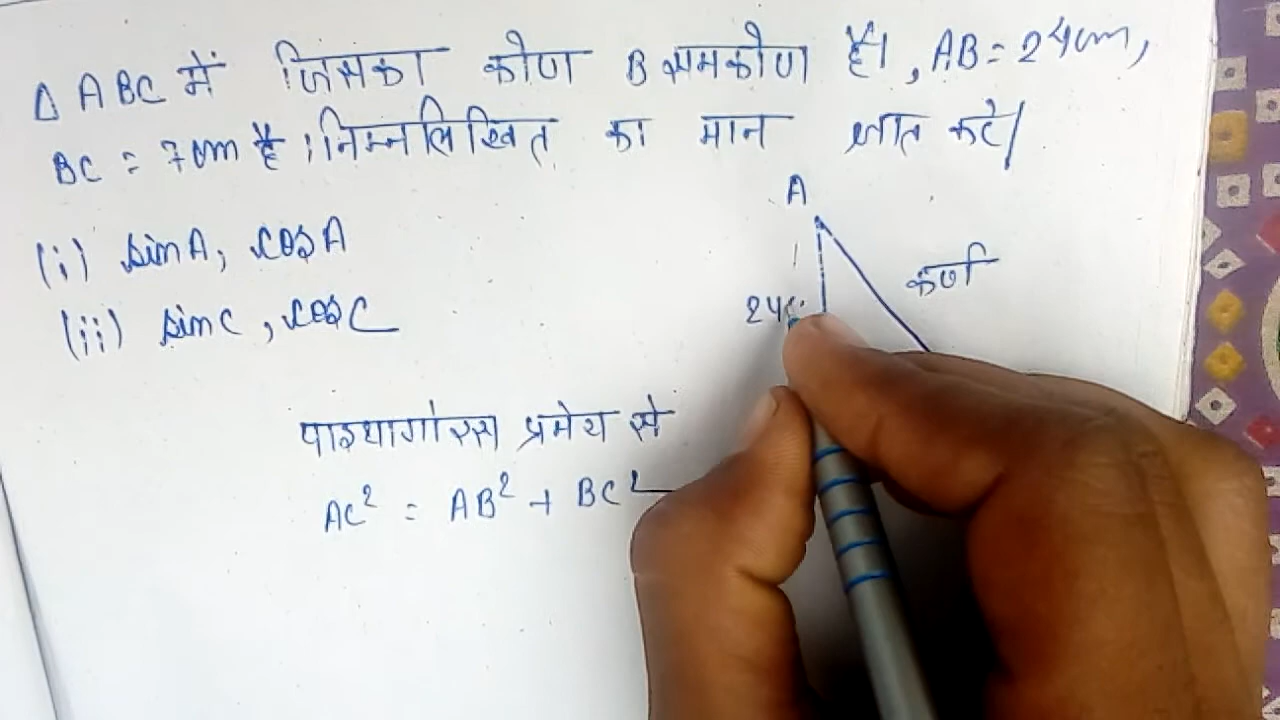 Δ ABC में जिसका कोण B समकोण है। , AB = 24cm,
BC = 7cm है । निम्नलिखित का मान ज्ञात करे।
(i) sinA, cosA
(ii) sinC, cosC
A
कर्ण
24c
पाइथागोरस प्रमेय से
AC² = AB² + BC²